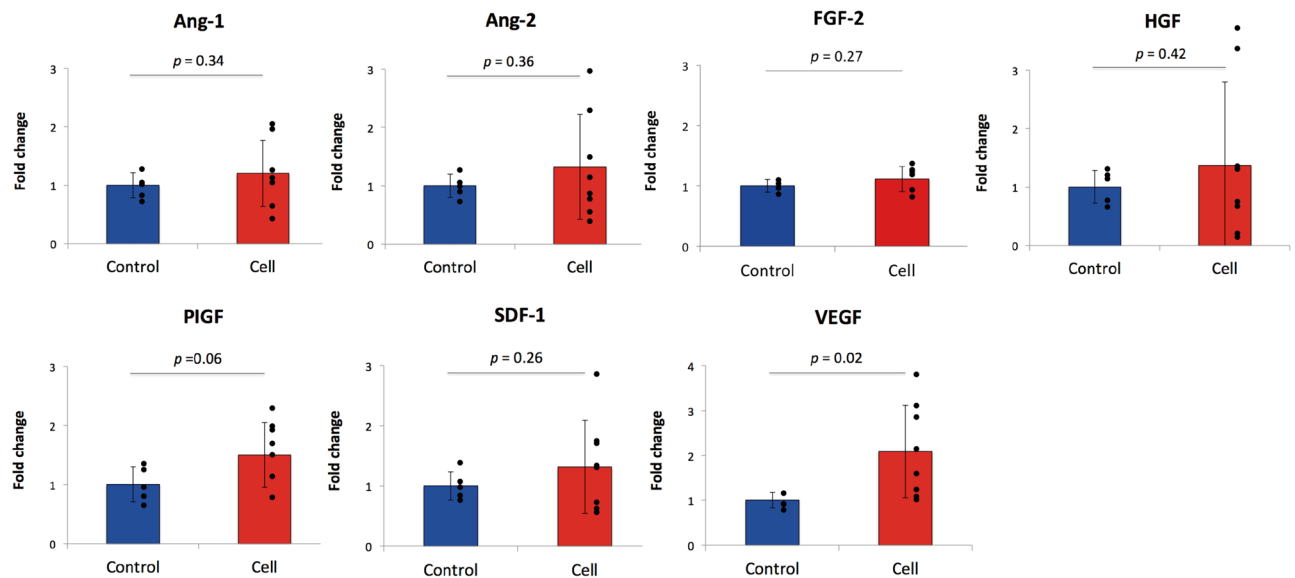 Ang-1
p = 0.34
Fold change
3
2
1
0
Control
Cell
Ang-2
p = 0.36
Fold change
3
2
1
0
Control
Cell
FGF-2
p = 0.27
Fold change
3
2
1
0
Control
Cell
HGF
p = 0.42
Fold change
3
2
1
0
Control
Cell
PIGF
p =0.06
Fold change
3
2
1
0
Control
Cell
SDF-1
p = 0.26
Fold change
3
2
1
0
Control
Cell
VEGF
p = 0.02
Fold change
4
3
2
1
0
Control
Cell